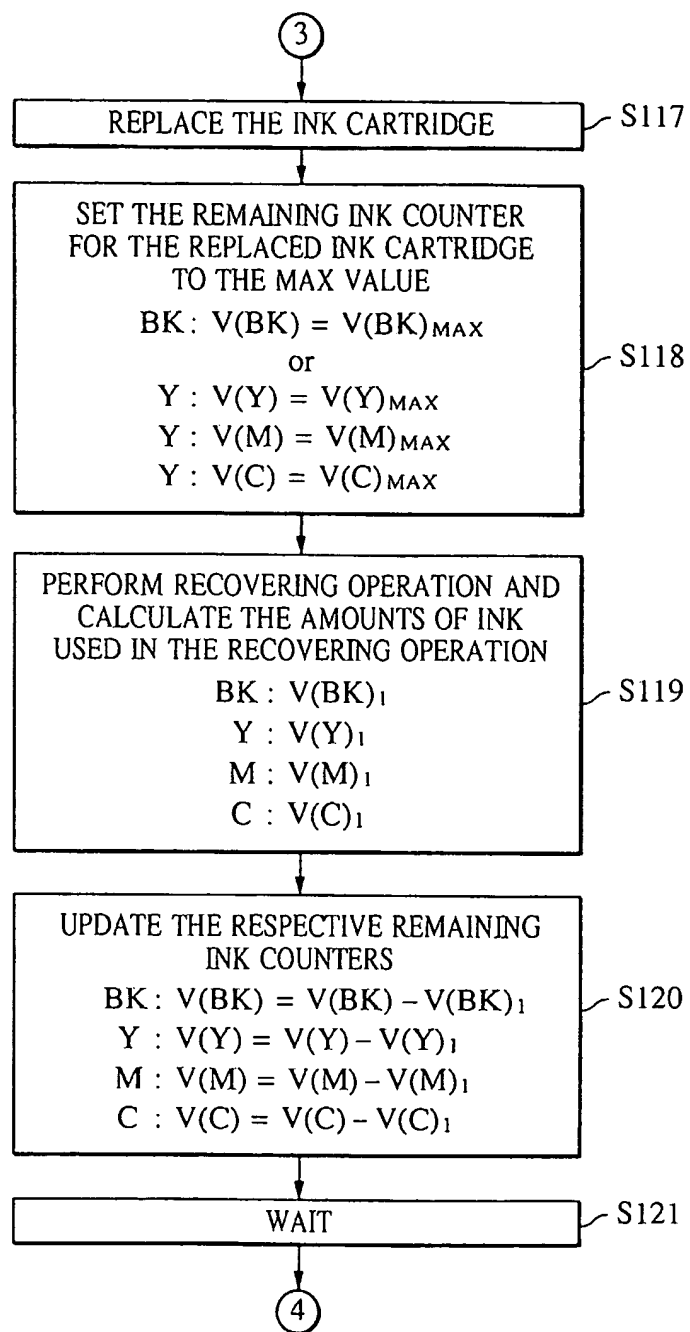 3
REPLACE THE INK CARTRIDGE
S117
SET THE REMAINING INK COUNTER
FOR THE REPLACED INK CARTRIDGE
TO THE MAX VALUE
BK : V(BK) = V(BK)MAX
or
Y : V(Y) = V(Y)MAX
Y : V(M) = V(M)MAX
Y : V(C) = V(C)MAX
S118
PERFORM RECOVERING OPERATION AND
CALCULATE THE AMOUNTS OF INK
USED IN THE RECOVERING OPERATION
BK : V(BK)1
Y : V(Y)1
M : V(M)1
C : V(C)1
S119
UPDATE THE RESPECTIVE REMAINING
INK COUNTERS
BK : V(BK) = V(BK) – V(BK)1
Y : V(Y) = V(Y) – V(Y)1
M : V(M) = V(M) – V(M)1
C : V(C) = V(C) – V(C)1
S120
WAIT
S121
4